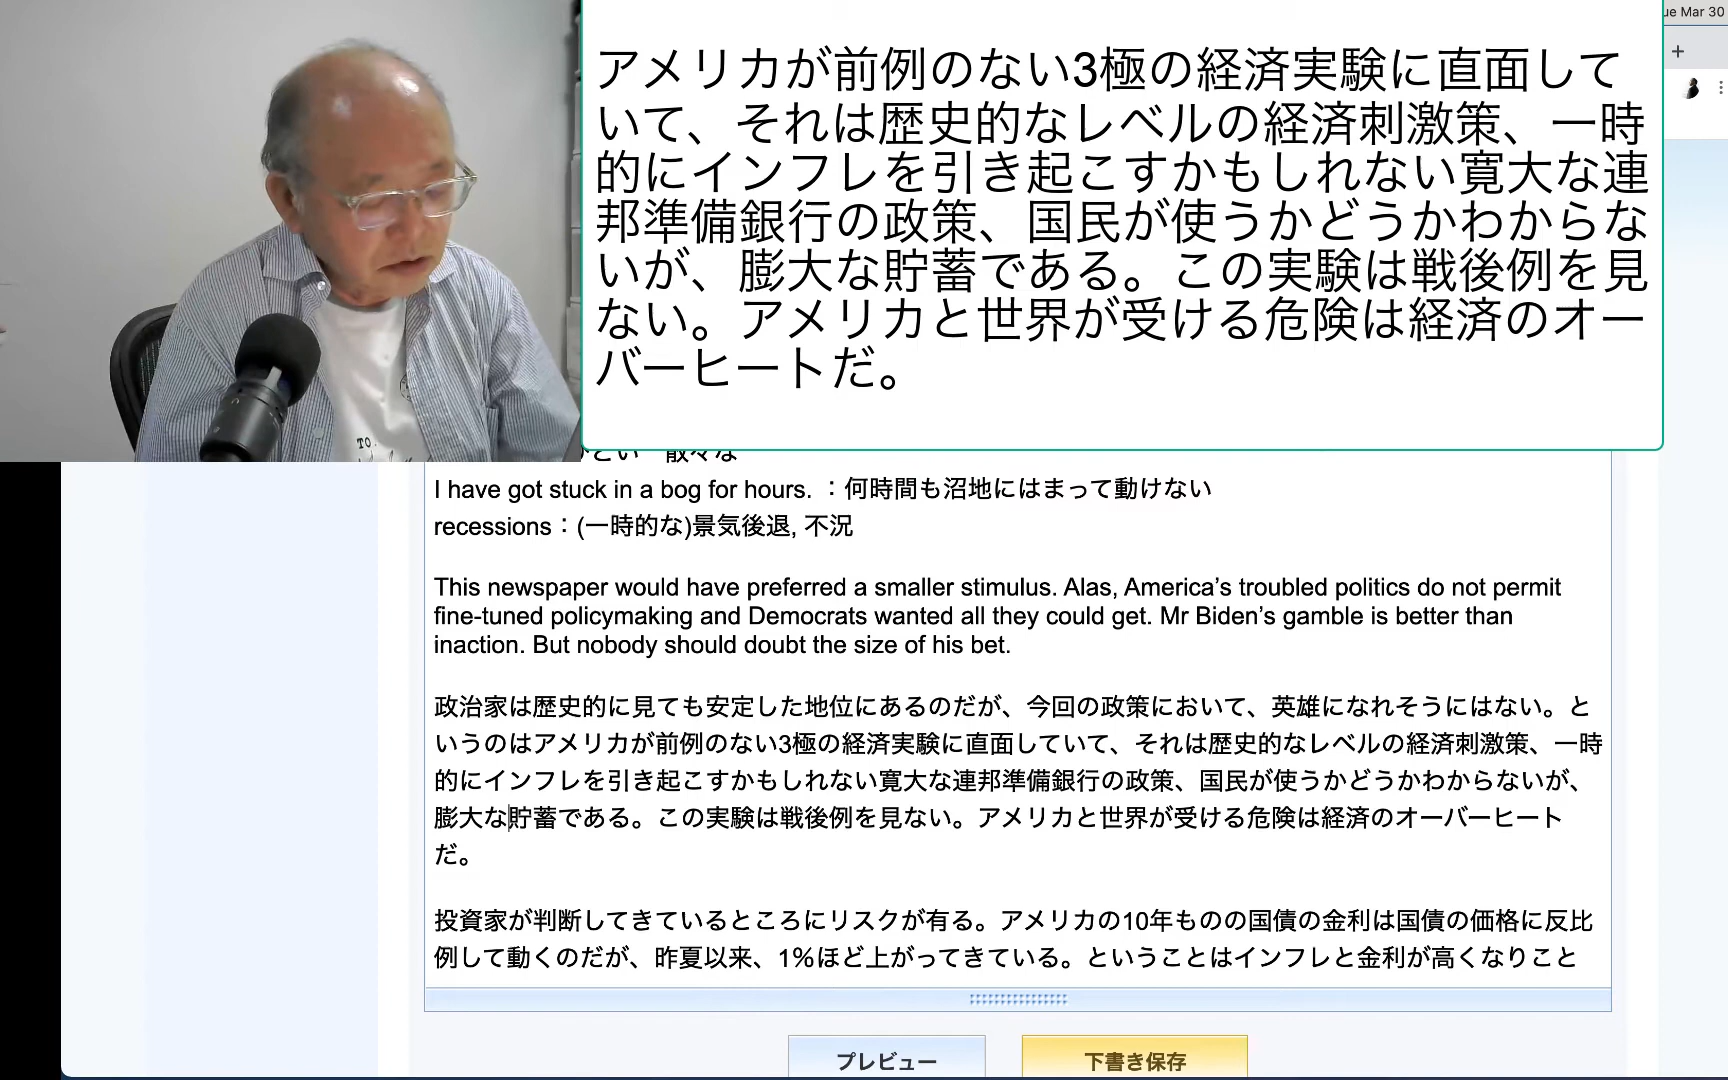 ue Mar 30
アメリカが前例のない3極の経済実験に直面して
いて、それは歴史的なレベルの経済刺激策、一時
的にインフレを引き起こすかもしれない寛大な連
邦準備銀行の政策、国民が使うかどうかわからな
いが、膨大な貯蓄である。この実験は戦後例を見
ない。アメリカと世界が受ける危険は経済のオー
バーヒートだ。
TO.
どい 散々な
I have got stuck in a bog for hours. ：何時間も沼地にはまって動けない
recessions：(一時的な)景気後退, 不況
This newspaper would have preferred a smaller stimulus. Alas, America’s troubled politics do not permit
fine-tuned policymaking and Democrats wanted all they could get. Mr Biden’s gamble is better than
inaction. But nobody should doubt the size of his bet.
政治家は歴史的に見ても安定した地位にあるのだが、今回の政策において、英雄になれそうにはない。と
いうのはアメリカが前例のない3極の経済実験に直面していて、それは歴史的なレベルの経済刺激策、一時
的にインフレを引き起こすかもしれない寛大な連邦準備銀行の政策、国民が使うかどうかわからないが、
膨大な貯蓄である。この実験は戦後例を見ない。アメリカと世界が受ける危険は経済のオーバーヒート
だ。
投資家が判断してきているところにリスクが有る。アメリカの10年ものの国債の金利は国債の価格に反比
例して動くのだが、昨夏以来、1%ほど上がってきている。ということはインフレと金利が高くなりこと
プレビュー
下書き保存